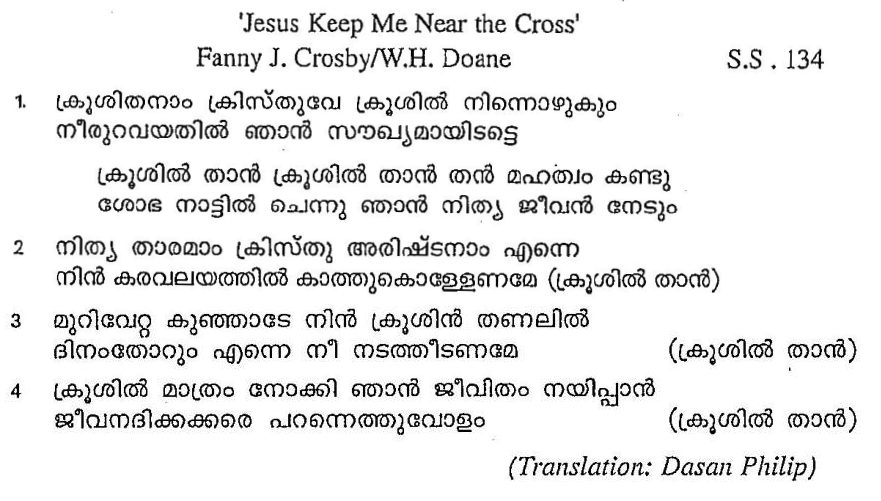 'Jesus Keep Me Near the Cross'
Fanny J. Crosby/W.H. Doane S.S . 134
1. ക്രൂശിതനാം ക്രിസ്തുവേ ക്രൂശിൽ നിന്നൊഴുകും
നീരുറവയതിൽ ഞാൻ സൗഖ്യമായിടട്ടെ
ക്രൂശിൽ താൻ ക്രൂശിൽ താൻ തൻ മഹത്വം കണ്ടു
ശോഭ നാട്ടിൽ ചെന്നു ഞാൻ നിത്യ ജീവൻ നേടും
2 നിത്യ താരമാം ക്രിസ്തു അരിഷ്ടനാം എന്നെ
നിൻ കരവലയത്തിൽ കാത്തുകൊള്ളേണമേ (ക്രൂശിൽ താൻ)
3 മുറിവേറ്റ കുഞ്ഞാടേ നിൻ ക്രൂശിൻ തണലിൽ
ദിനംതോറും എന്നെ നീ നടത്തീടണമേ (ക്രൂശിൽ താൻ)
4 ക്രൂശിൽ മാത്രം നോക്കി ഞാൻ ജീവിതം നയിപ്പാൻ
ജീവനദിക്കക്കരെ പറന്നെത്തുവോളം (ക്രൂശിൽ താൻ)
(Translation: Dasan Philip)